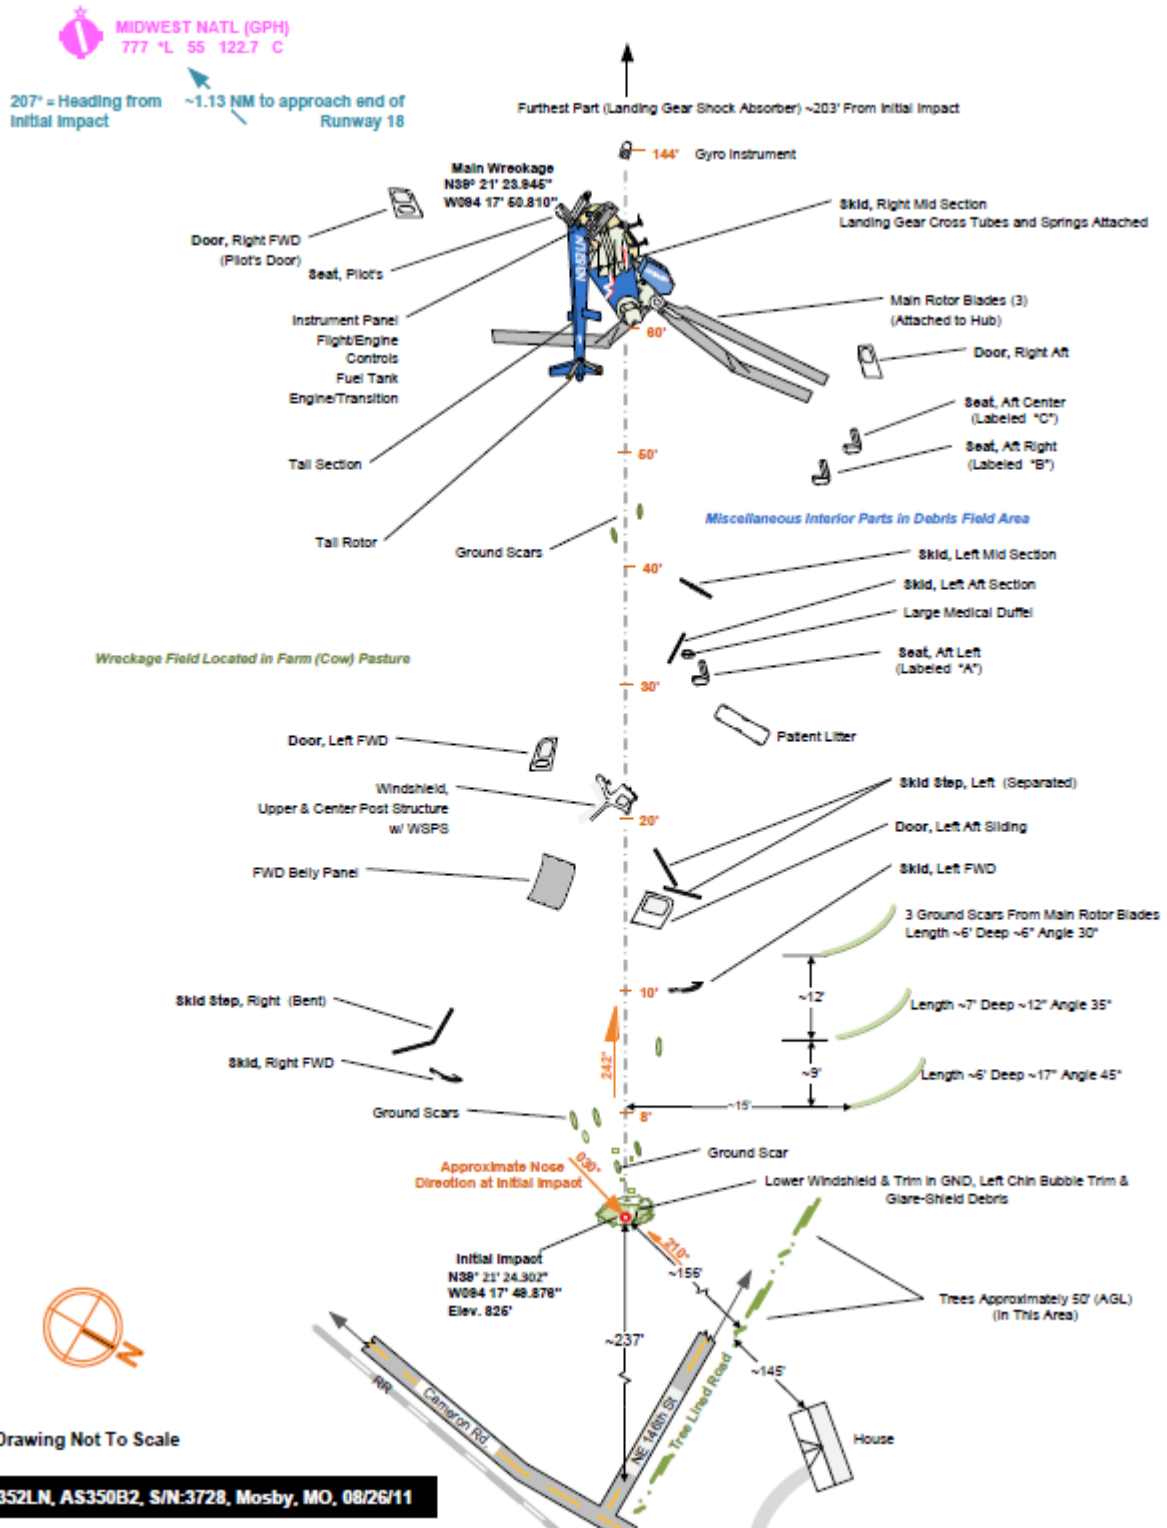 MIDWEST NATL (GPH)
777 *L 55 122.7 C
207° = Heading from
Initial Impact
~1.13 NM to approach end of
Runway 18
Furthest Part (Landing Gear Shock Absorber) ~203' From Initial Impact
144'
Gyro Instrument
Main Wreckage
N39° 21' 23.945"
W094 17' 50.810"
Door, Right FWD
(Pilot's Door)
Seat, Pilot's
Skid, Right Mid Section
Landing Gear Cross Tubes and Springs Attached
N352LN
Instrument Panel
Flight/Engine
Controls
Fuel Tank
Engine/Transition
Main Rotor Blades (3)
(Attached to Hub)
60'
Door, Right Aft
Seat, Aft Center
(Labeled "C")
Seat, Aft Right
(Labeled "B")
Tail Section
50'
Tail Rotor
Ground Scars
Miscellaneous Interior Parts in Debris Field Area
40'
Skid, Left Mid Section
Skid, Left Aft Section
Large Medical Duffel
Seat, Aft Left
(Labeled "A")
Wreckage Field Located in Farm (Cow) Pasture
30'
Patient Litter
Door, Left FWD
Windshield,
Upper & Center Post Structure
w/ WSPS
Skid Step, Left (Separated)
20'
Door, Left Aft Sliding
FWD Belly Panel
Skid, Left FWD
3 Ground Scars From Main Rotor Blades
Length ~6' Deep ~6" Angle 30°
10'
~12'
Length ~7' Deep ~12" Angle 35°
Skid Step, Right (Bent)
Skid, Right FWD
242°
~9'
Length ~6' Deep ~17" Angle 45°
~15'
Ground Scars
8'
Ground Scar
030°
Approximate Nose
Direction at Initial Impact
Lower Windshield & Trim in GND, Left Chin Bubble Trim &
Glare-Shield Debris
Initial Impact
N39° 21' 24.302"
W094 17' 49.876"
Elev. 825'
210°
~156'
Trees Approximately 50' (AGL)
(In This Area)
~237'
~145'
N
RR
Cameron Rd.
NE 146th St
Tree Lined Road
House
Drawing Not To Scale
352LN, AS350B2, S/N:3728, Mosby, MO, 08/26/11